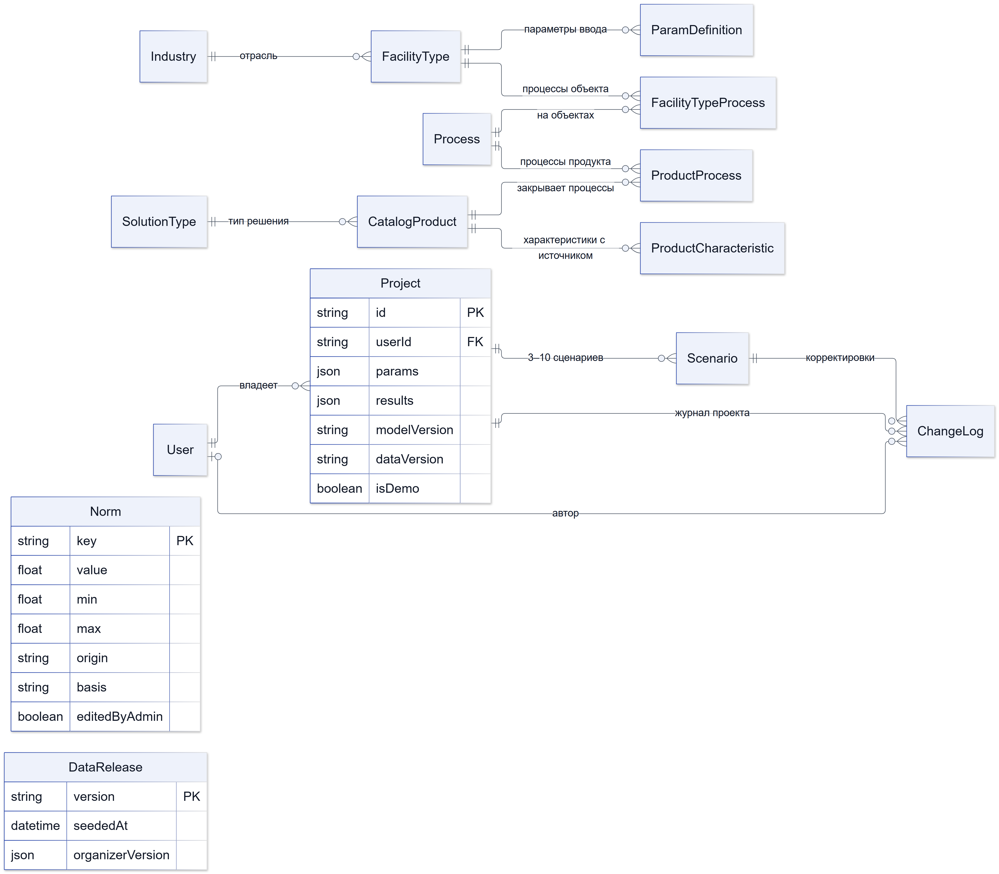 Industry
отрасль
FacilityType
параметры ввода
ParamDefinition
процессы объекта
FacilityTypeProcess
на объектах
Process
процессы продукта
ProductProcess
закрывает процессы
SolutionType
тип решения
CatalogProduct
характеристики с
источником
ProductCharacteristic
Project
string id PK
string userId FK
json params
json results
string modelVersion
string dataVersion
boolean isDemo
3–10 сценариев
Scenario
корректировки
владеет
журнал проекта
ChangeLog
User
автор
Norm
string key PK
float value
float min
float max
string origin
string basis
boolean editedByAdmin
DataRelease
string version PK
datetime seededAt
json organizerVersion